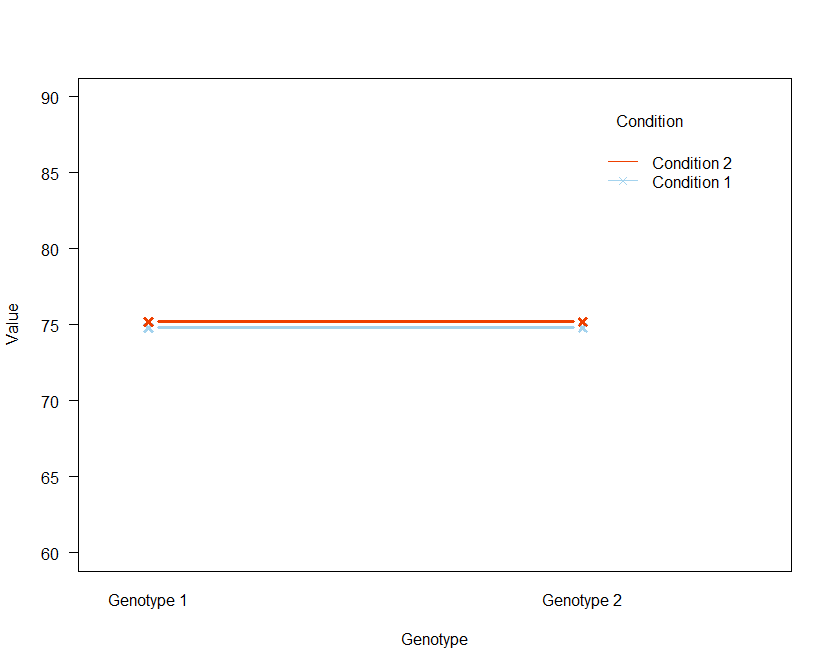 90
85
80
75
70
65
60
Value
Condition
Condition 2
Condition 1
Genotype 1
Genotype 2
Genotype